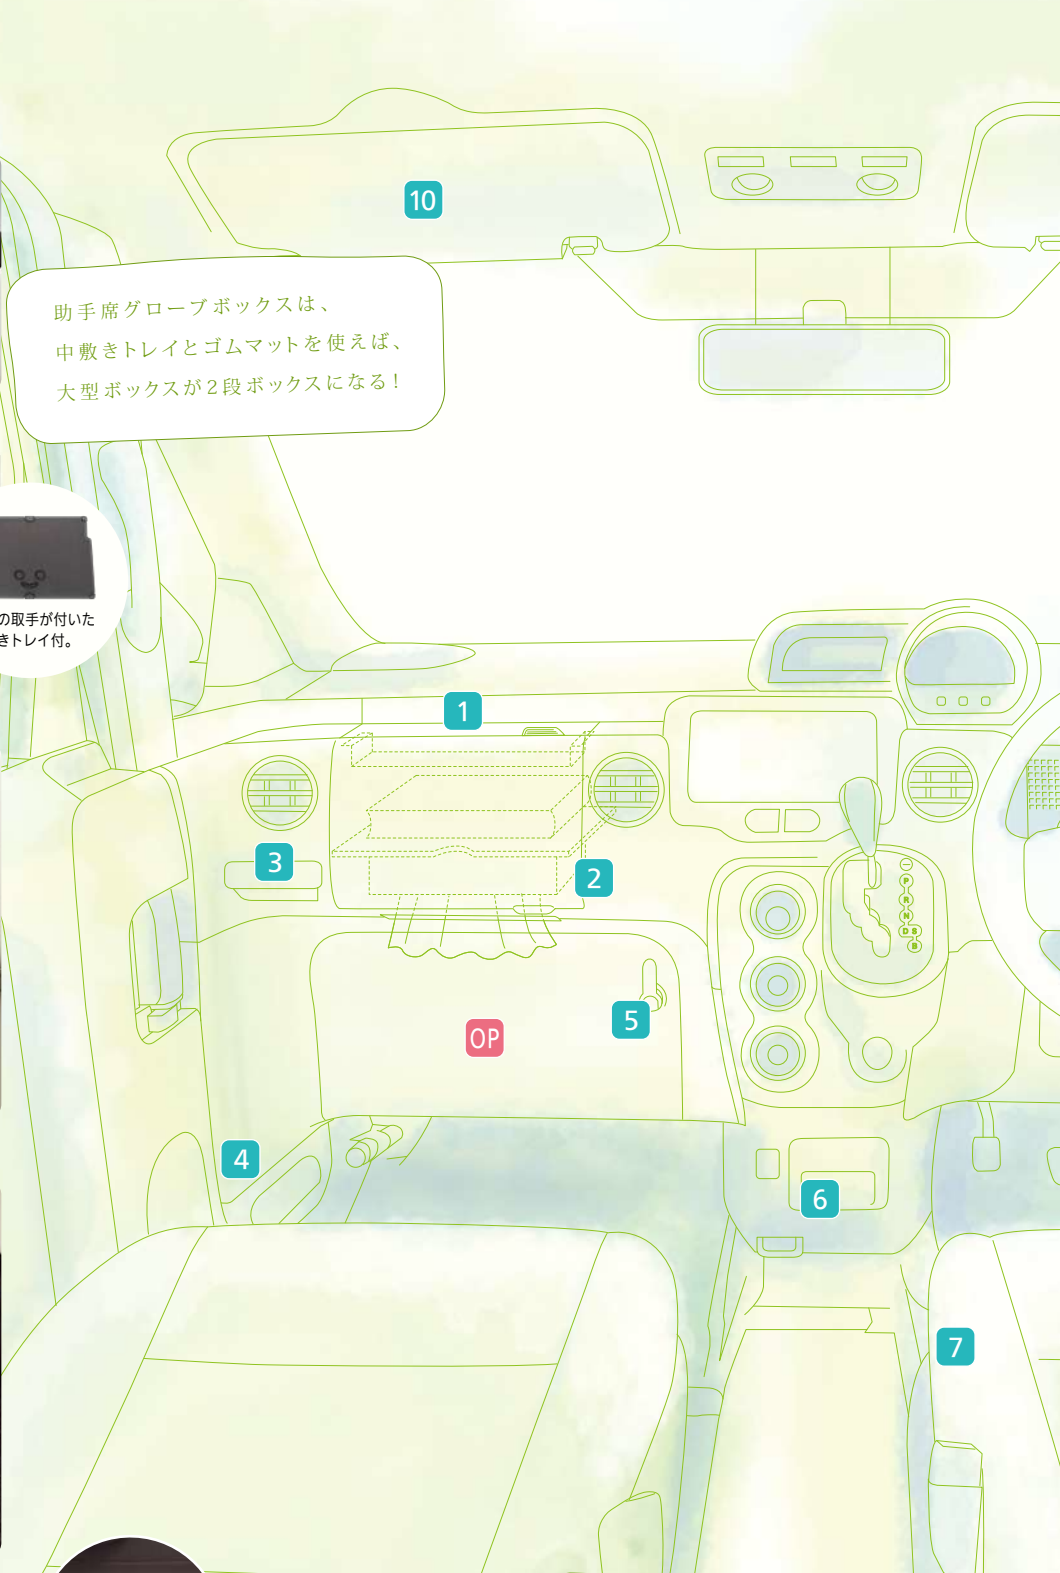 10
助手席グローブボックスは、
中敷きトレイとゴムマットを使えば、
大型ボックスが2段ボックスになる!
の取手が付いた
きトレイ付。
1
3
2
P
R
N
D S
B
5
OP
4
6
7